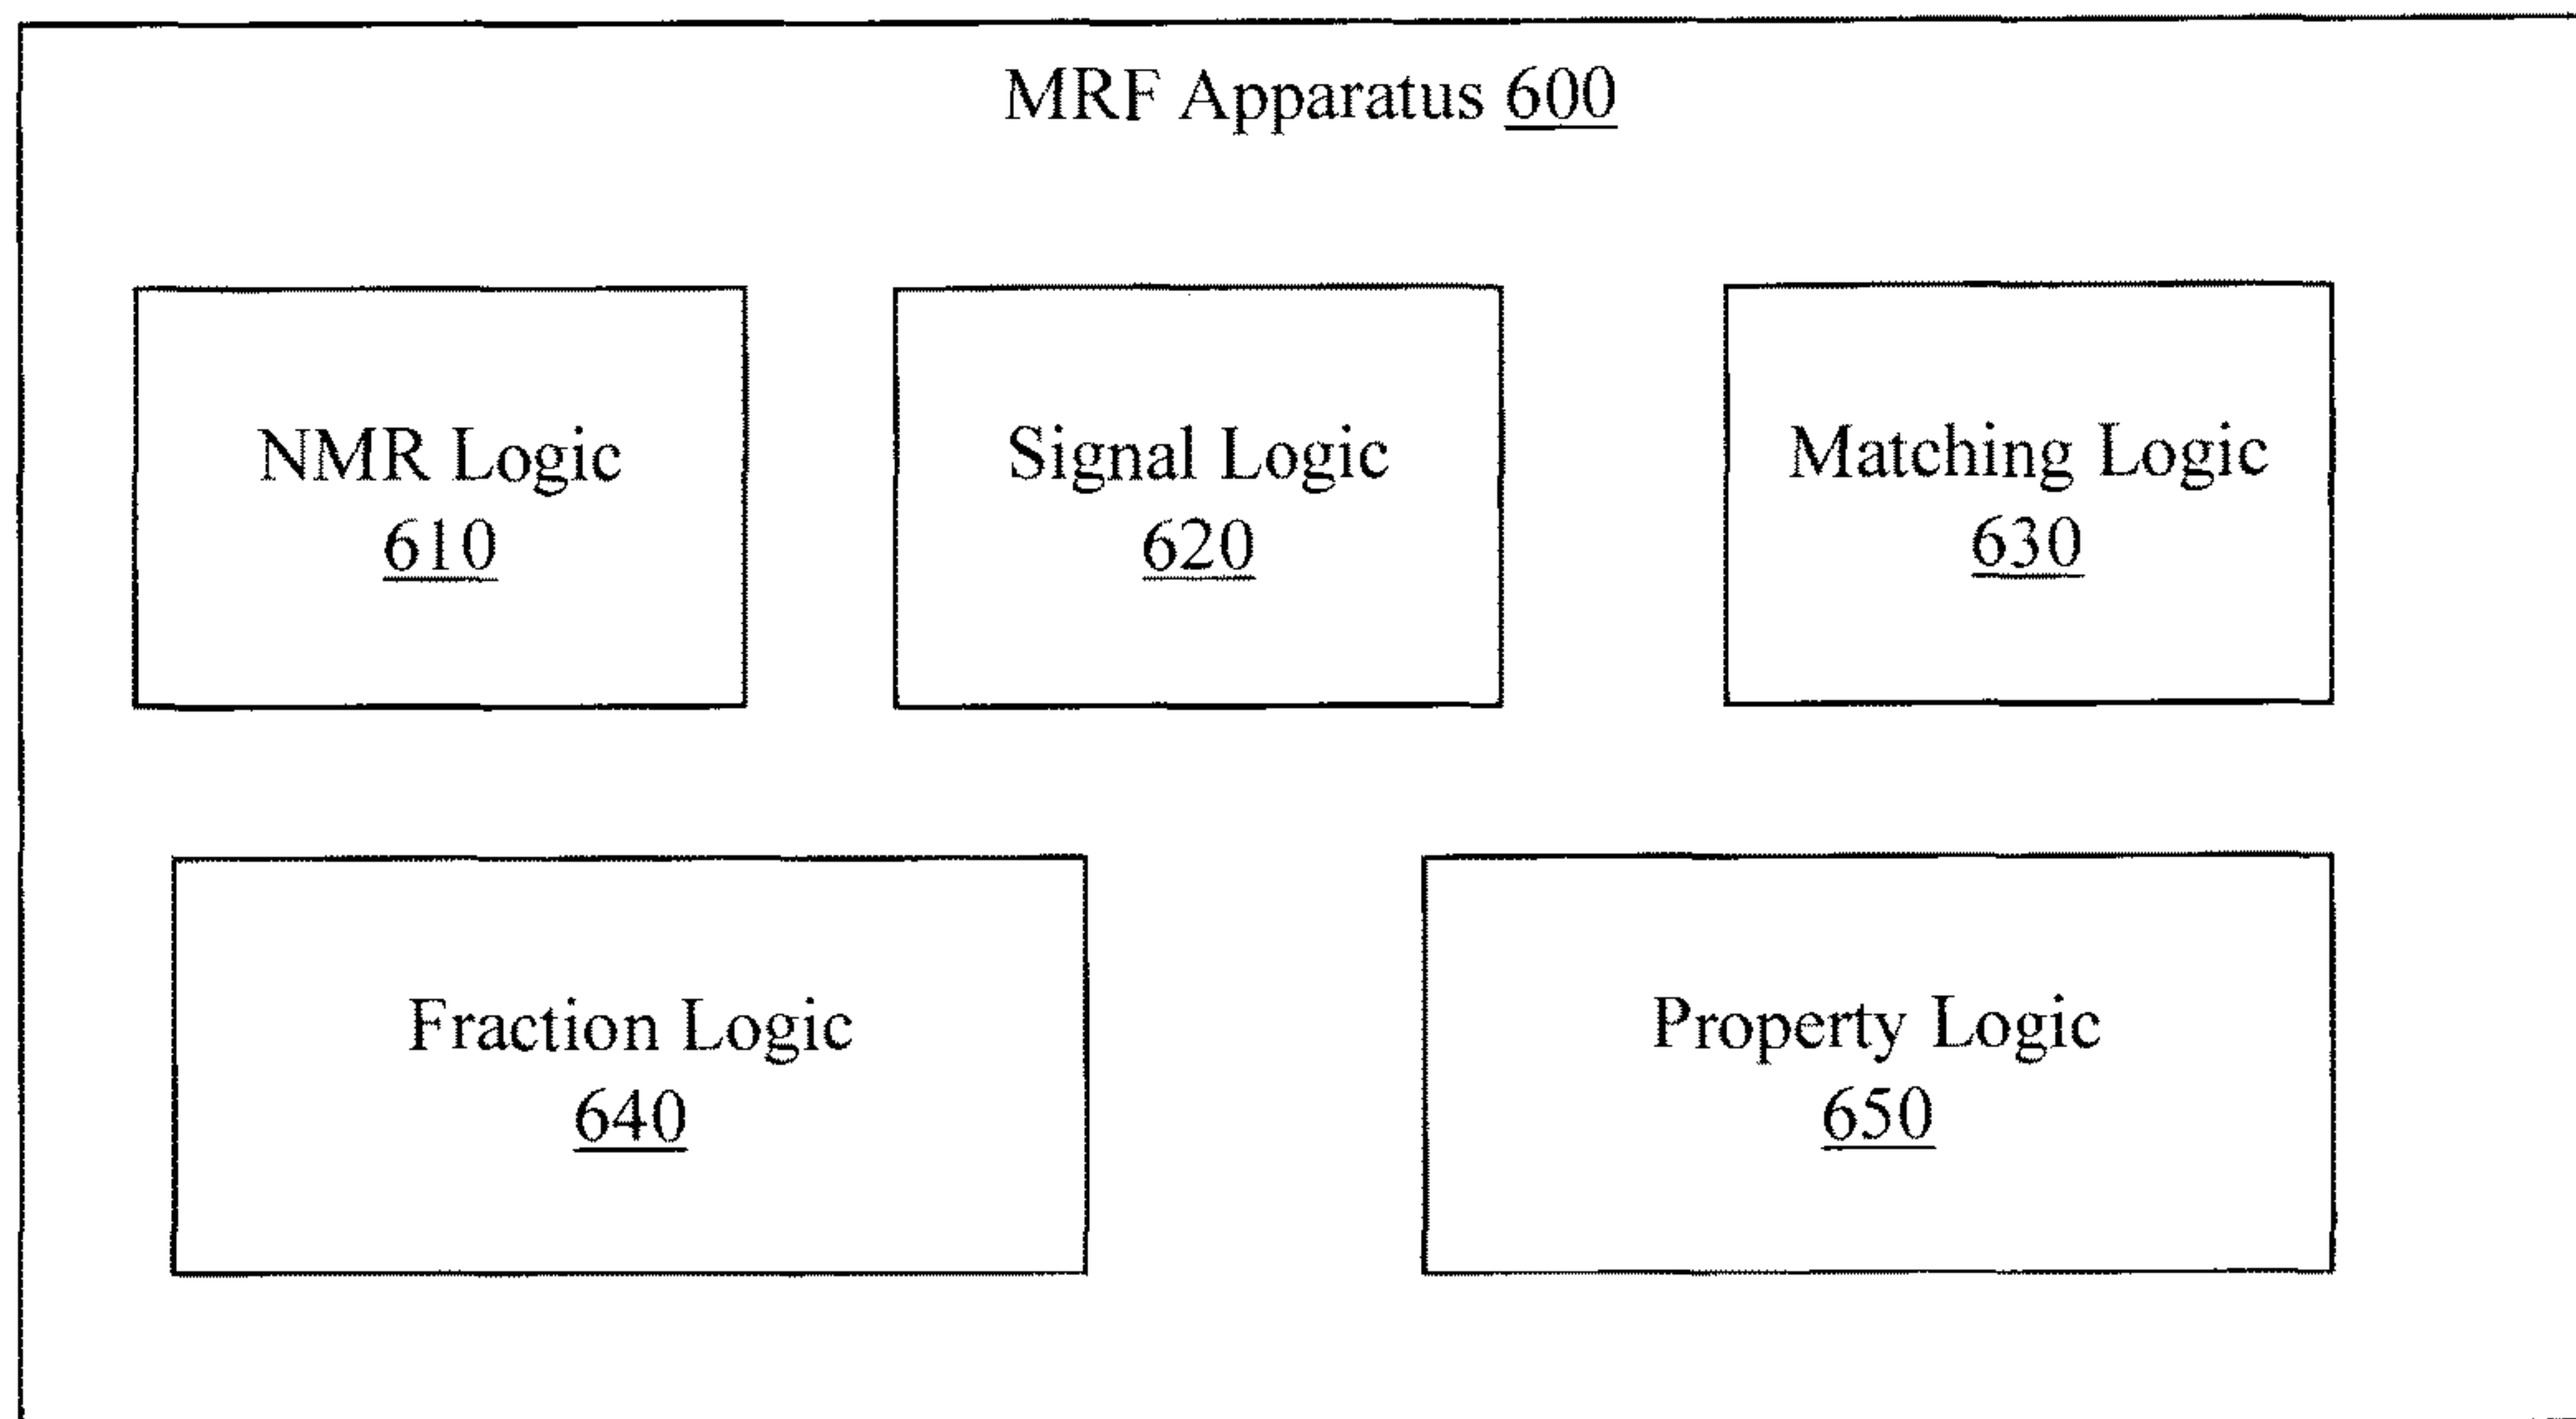 MRF Apparatus 600
NMR Logic
610
Signal Logic
620
Matching Logic
630
Fraction Logic
640
Property Logic
650